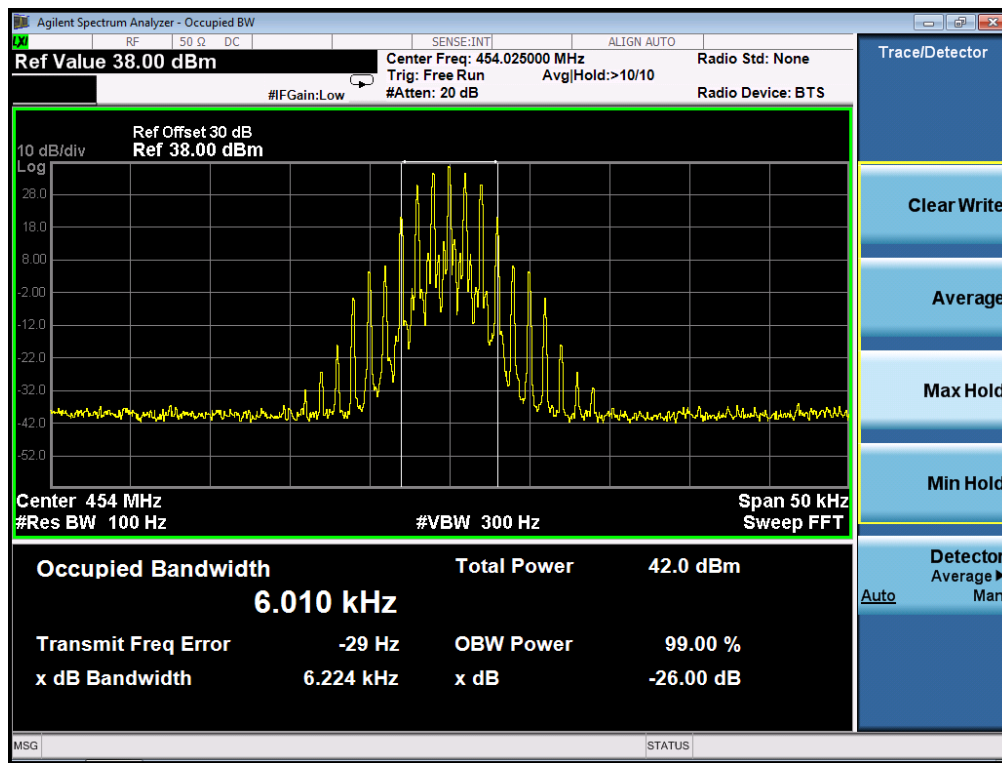 Agilent Spectrum Analyzer - Occupied BW
LXI RF 50 Ω DC SENSE:INT ALIGN AUTO
Ref Value 38.00 dBm
Center Freq: 454.025000 MHz
Radio Std: None
Trig: Free Run Avg|Hold:>10/10
#IFGain:Low #Atten: 20 dB
Radio Device: BTS
Trace/Detector
Ref Offset 30 dB
10 dB/div Ref 38.00 dBm
Log
28.0
18.0
8.00
-2.00
-12.0
-22.0
-32.0
-42.0
-52.0
Center 454 MHz Span 50 kHz
#Res BW 100 Hz #VBW 300 Hz Sweep FFT
Occupied Bandwidth Total Power 42.0 dBm
6.010 kHz
Transmit Freq Error -29 Hz OBW Power 99.00 %
x dB Bandwidth 6.224 kHz x dB -26.00 dB
Clear Write
Average
Max Hold
Min Hold
Detector
Average
Auto Man
MSG STATUS